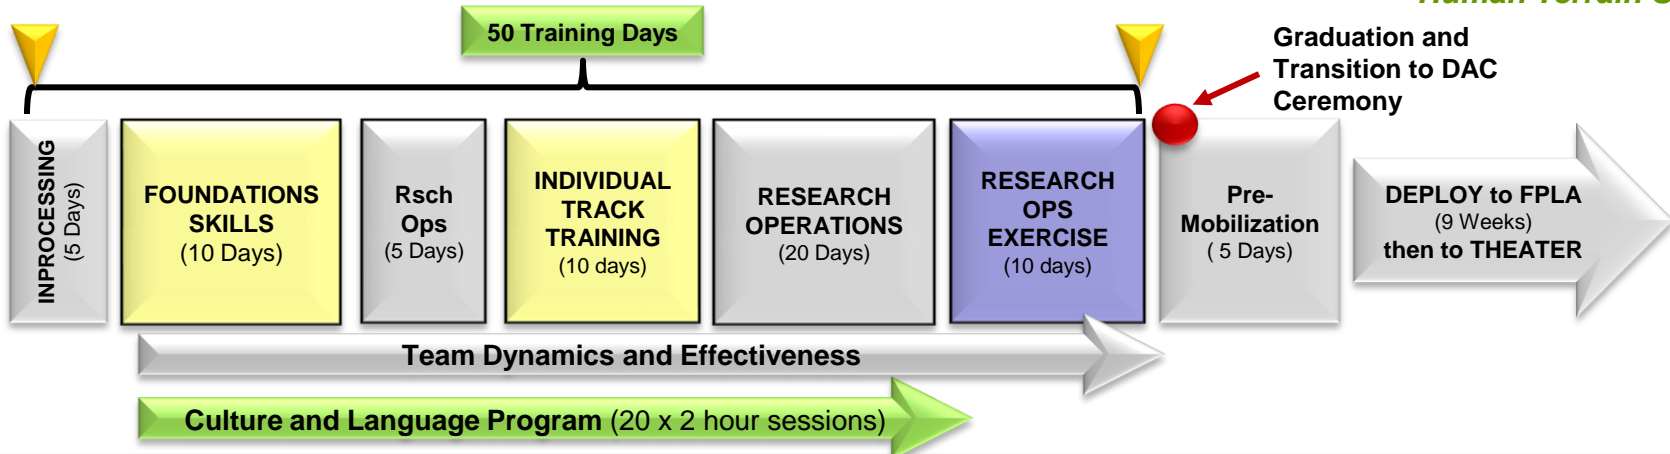 Human Terrain S
50 Training Days
Graduation and
Transition to DAC
Ceremony
INPROCESSING
(5 Days)
FOUNDATIONS
SKILLS
(10 Days)
Rsch
Ops
(5 Days)
INDIVIDUAL
TRACK
TRAINING
(10 days)
RESEARCH
OPERATIONS
(20 Days)
RESEARCH
OPS
EXERCISE
(10 days)
Pre-
Mobilization
( 5 Days)
DEPLOY to FPLA
(9 Weeks)
then to THEATER
Team Dynamics and Effectiveness
Culture and Language Program (20 x 2 hour sessions)